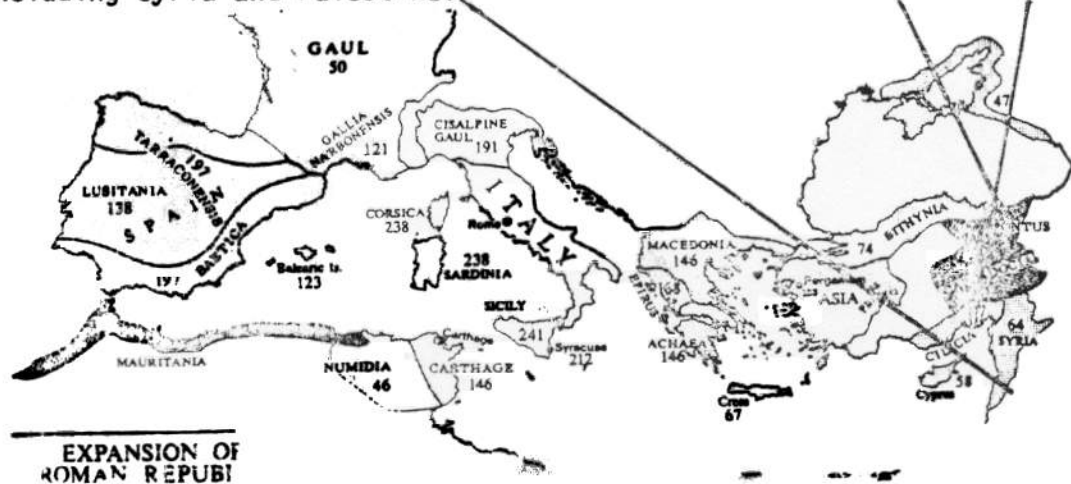 GAUL
50
GALLIA
NARBONENSIS
121
CISALPINE
GAUL
191
47
TARRACONENSIS
197
LUSITANIA
138
SPAIN
BASTICA
197
Balearic Is.
123
CORSICA
238
238
SARDINIA
Rome
ITALY
SICILY
241
Syracuse
212
MACEDONIA
146
EPIRUS
168
ACHAEA
146
BITHYNIA
74
ASIA
CILICIA
64
SYRIA
58
Cyprus
67
MAURITANIA
NUMIDIA
46
Carthage
CARTHAGE
146
EXPANSION OF
ROMAN REPUBI